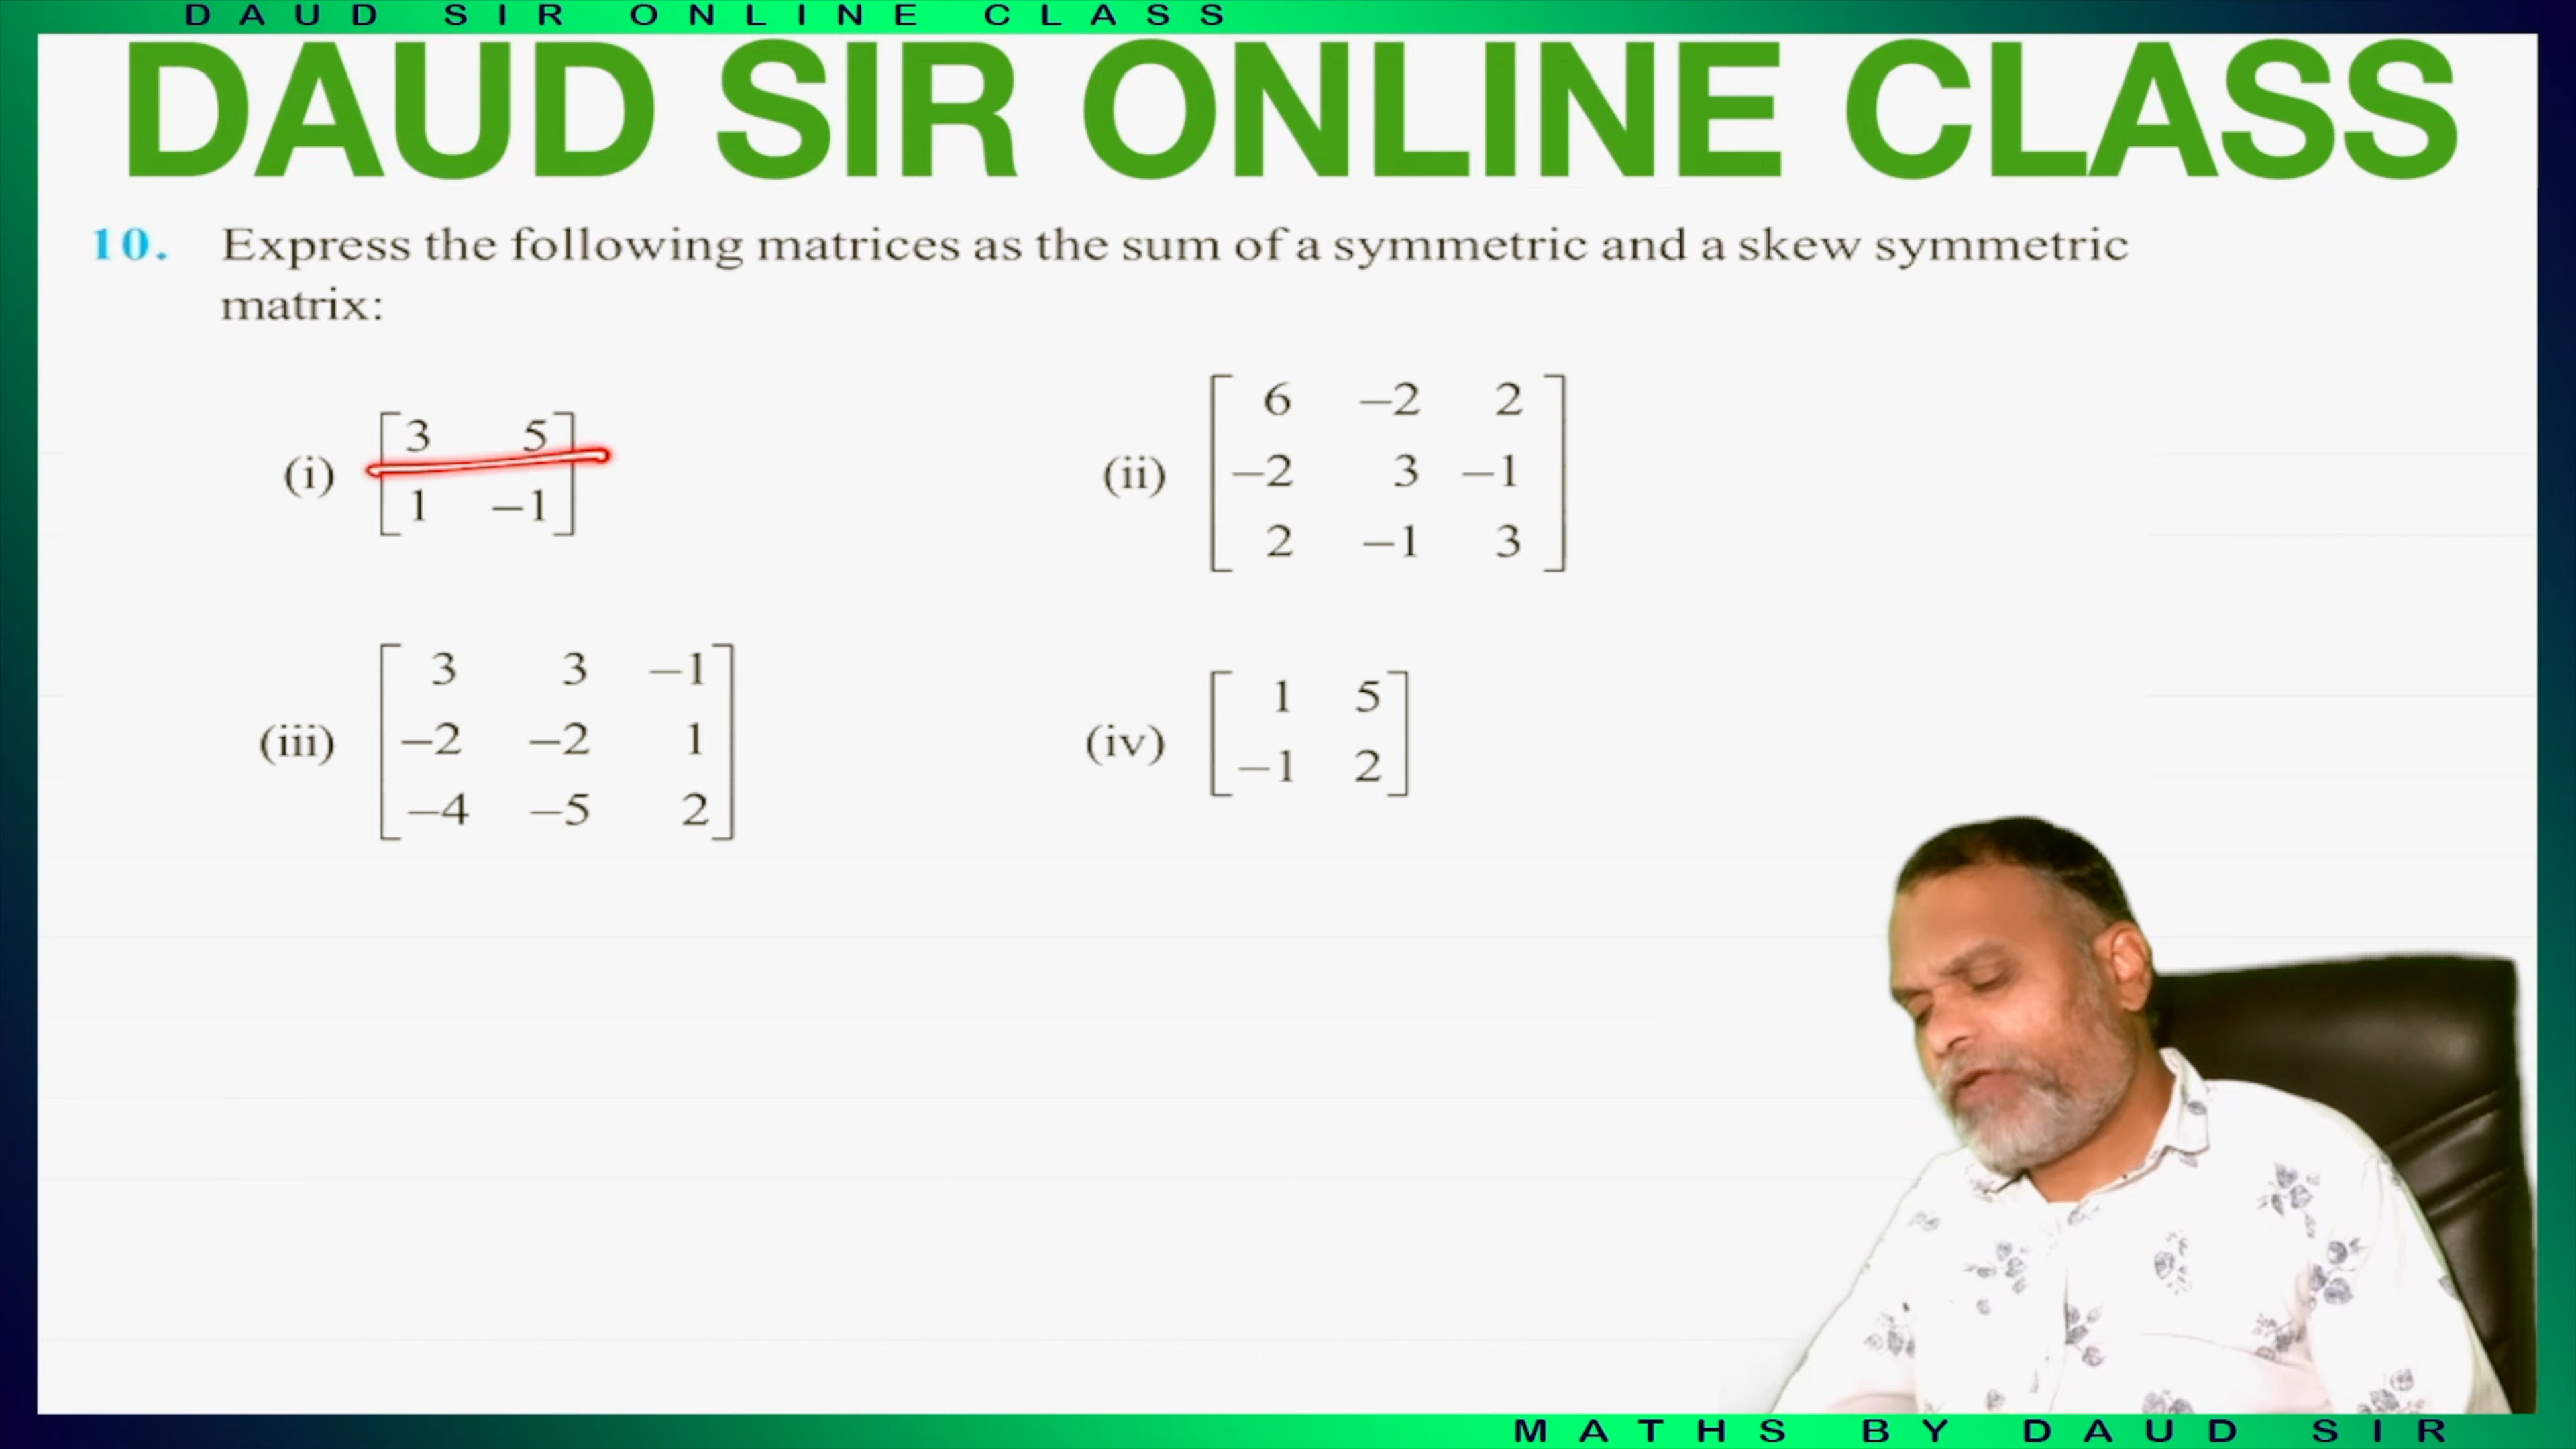 DAUD SIR ONLINE CLASS
DAUD SIR ONLINE CLASS
10. Express the following matrices as the sum of a symmetric and a skew symmetric
matrix:
(i) [3 5
1 −1]
(ii) [6 −2 2
−2 3 −1
2 −1 3]
(iii) [3 3 −1
−2 −2 1
−4 −5 2]
(iv) [1 5
−1 2]
MATHS BY DAUD SIR